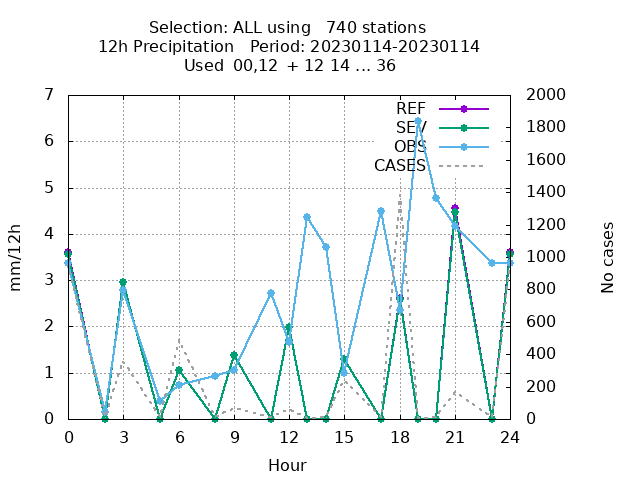 Selection: ALL using   740 stations
12h Precipitation   Period: 20230114-20230114
Used  00,12  + 12 14 ... 36
REF
SEV
OBS
CASES
7
6
5
4
3
2
1
0
mm/12h
2000
1800
1600
1400
1200
1000
800
600
400
200
0
No cases
0 3 6 9 12 15 18 21 24
Hour